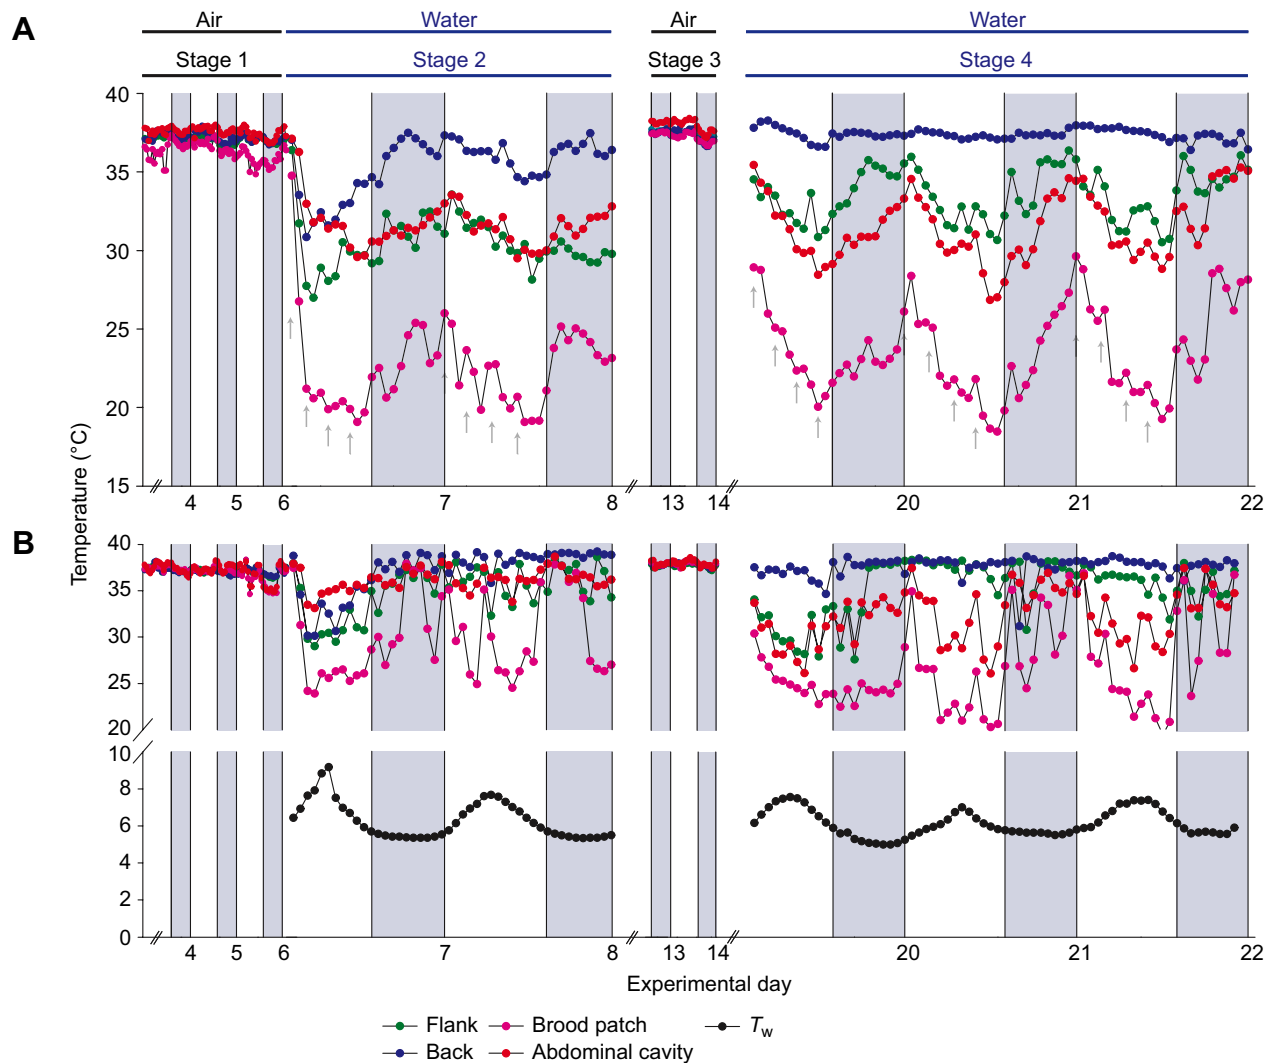 A
Air
Water
Air
Water
Stage 1
Stage 2
Stage 3
Stage 4
40
35
30
25
20
15
4 5 6 7 8 13 14 20 21 22
Temperature (°C)
B
40
35
30
25
20
10
8
6
4
2
0
4 5 6 7 8 13 14 20 21 22
Experimental day
Flank Brood patch Tw
Back Abdominal cavity